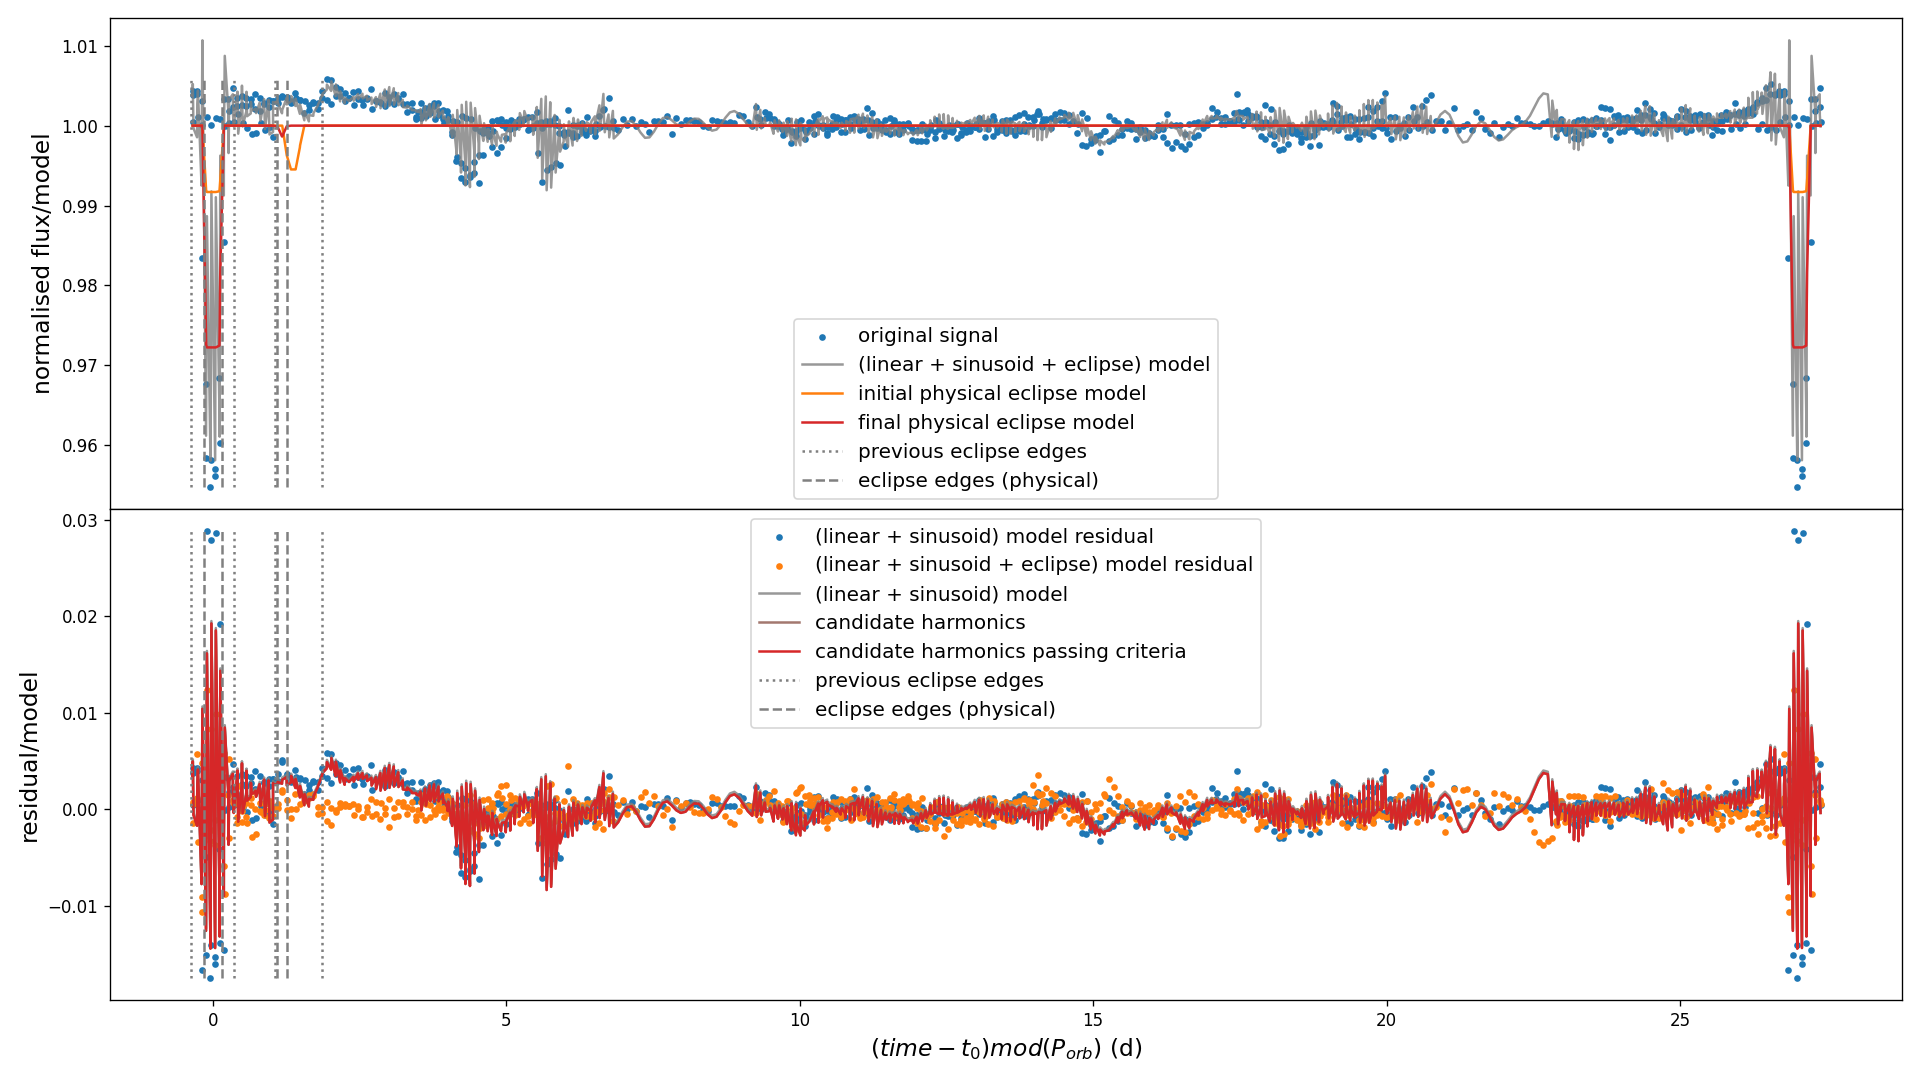 normalised flux/model
1.01
1.00
0.99
0.98
0.97
0.96
original signal
(linear + sinusoid + eclipse) model
initial physical eclipse model
final physical eclipse model
previous eclipse edges
eclipse edges (physical)
residual/model
0.03
0.02
0.01
0.00
−0.01
(linear + sinusoid) model residual
(linear + sinusoid + eclipse) model residual
(linear + sinusoid) model
candidate harmonics
candidate harmonics passing criteria
previous eclipse edges
eclipse edges (physical)
0 5 10 15 20 25
(time − t₀)mod(P_orb) (d)